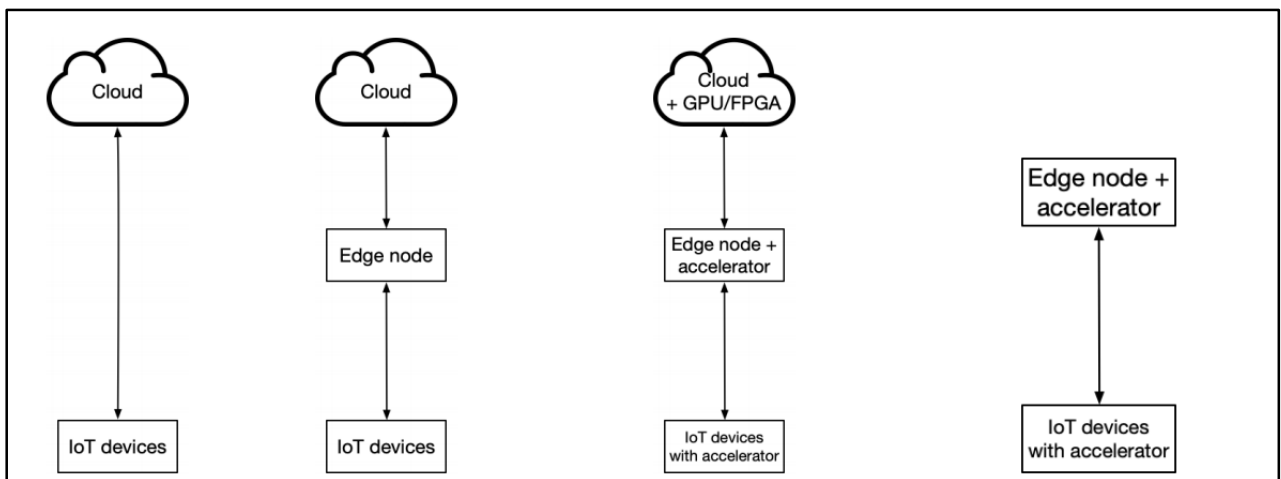 Cloud
IoT devices
Cloud
Edge node
IoT devices
Cloud
+ GPU/FPGA
Edge node +
accelerator
IoT devices
with accelerator
Edge node +
accelerator
IoT devices
with accelerator